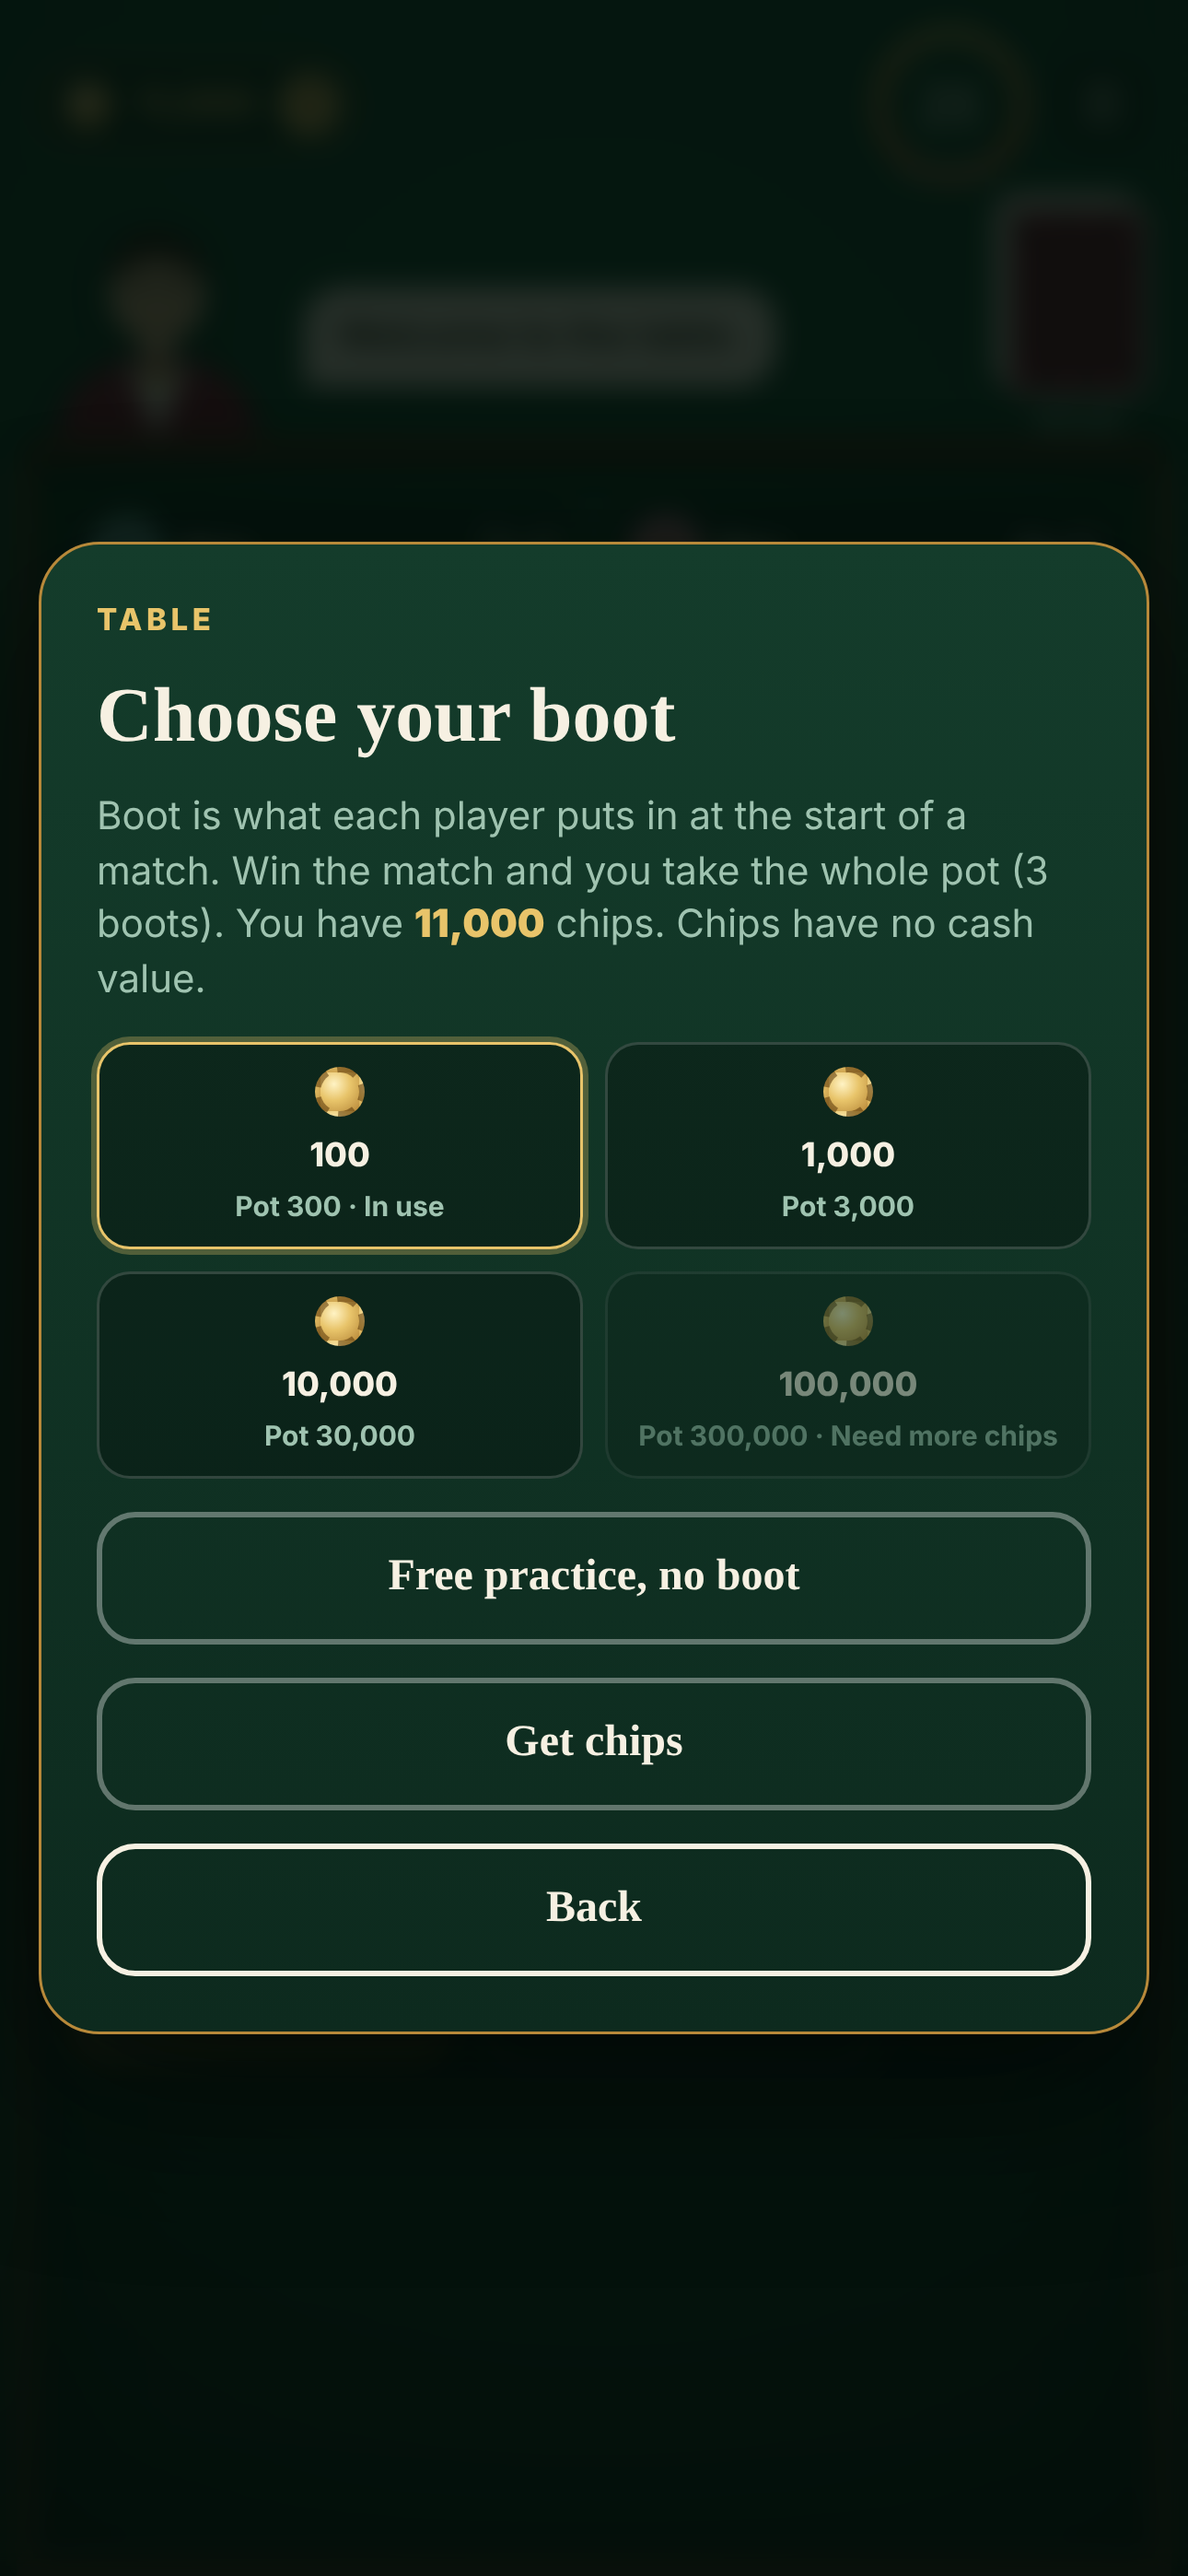 TABLE
Choose your boot
Boot is what each player puts in at the start of a
match. Win the match and you take the whole pot (3
boots). You have 11,000 chips. Chips have no cash
value.
100
Pot 300 · In use
1,000
Pot 3,000
10,000
Pot 30,000
100,000
Pot 300,000 · Need more chips
Free practice, no boot
Get chips
Back